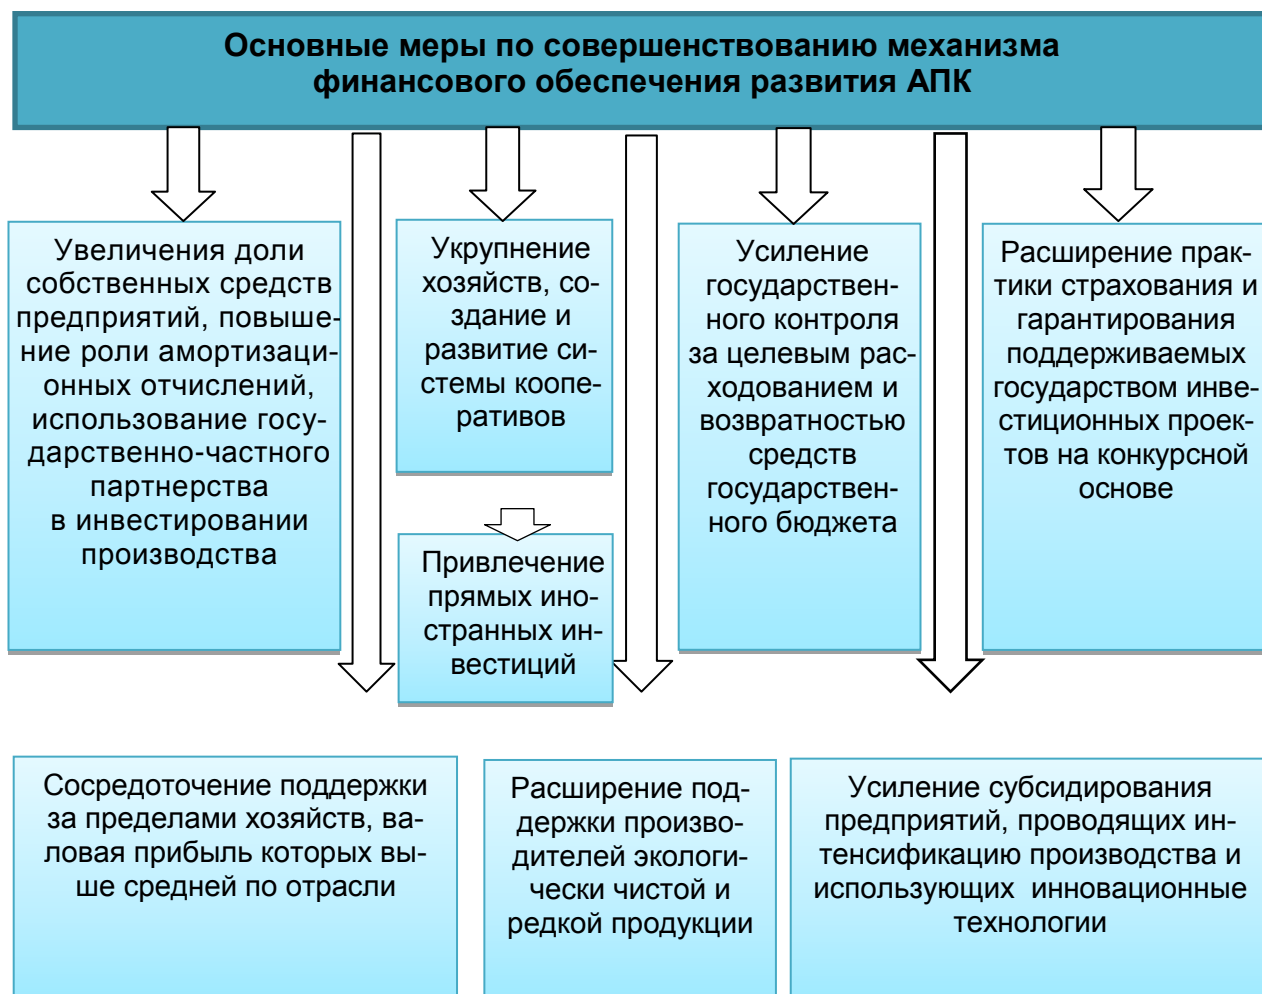 Основные меры по совершенствованию механизма
финансового обеспечения развития АПК
Увеличения доли
собственных средств
предприятий, повыше-
ние роли амортизаци-
онных отчислений,
использование госу-
дарственно-частного
партнерства
в инвестировании
производства
Укрупнение
хозяйств, со-
здание и
развитие си-
стемы коопе-
ративов
Привлечение
прямых ино-
странных ин-
вестиций
Усиление
государствен-
ного контроля
за целевым рас-
ходованием и
возвратностью
средств
государствен-
ного бюджета
Расширение прак-
тики страхования и
гарантирования
поддерживаемых
государством инве-
стиционных проек-
тов на конкурсной
основе
Сосредоточение поддержки
за пределами хозяйств, ва-
ловая прибыль которых вы-
ше средней по отрасли
Расширение под-
держки произво-
дителей экологи-
чески чистой и
редкой продукции
Усиление субсидирования
предприятий, проводящих ин-
тенсификацию производства и
использующих инновационные
технологии